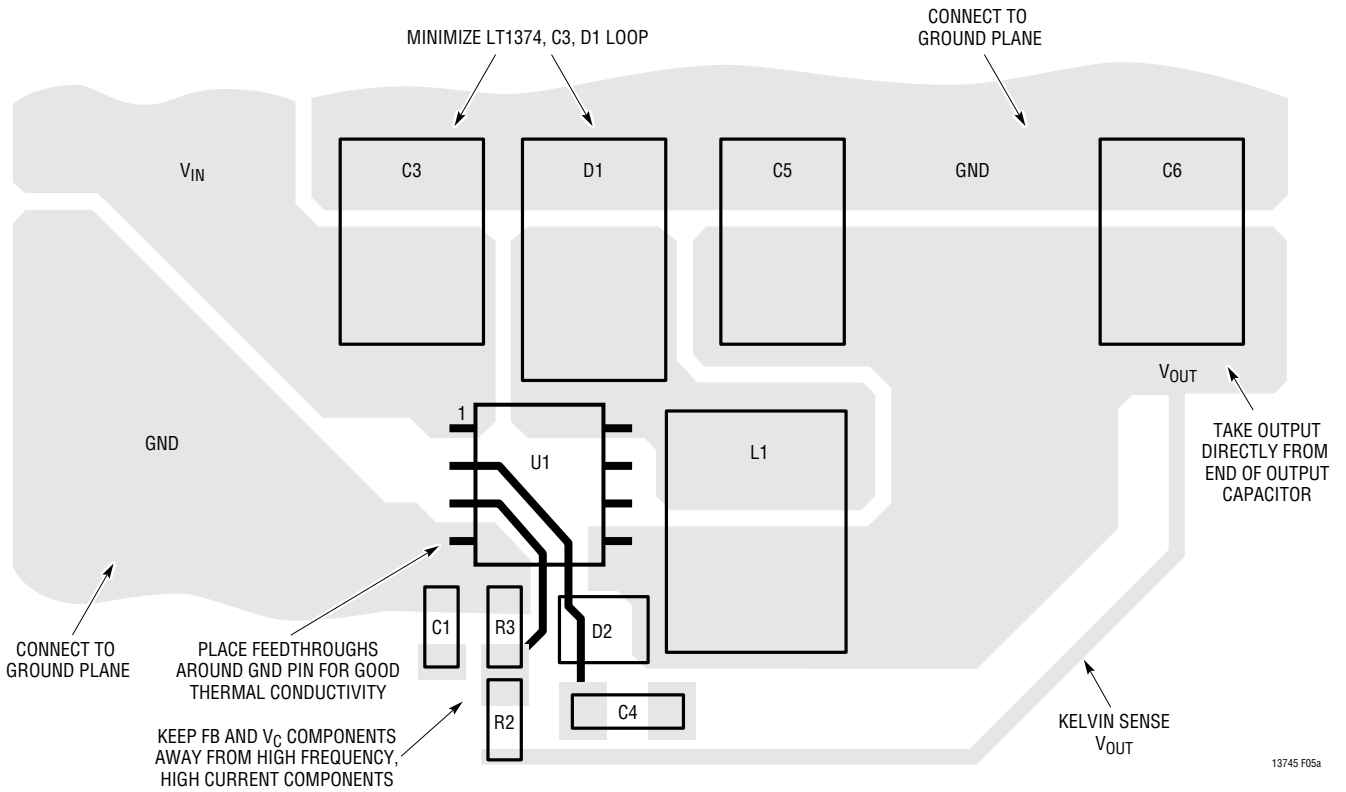 MINIMIZE LT1374, C3, D1 LOOP
CONNECT TO
GROUND PLANE
VIN
C3
D1
C5
GND
C6
VOUT
GND
1
U1
L1
TAKE OUTPUT
DIRECTLY FROM
END OF OUTPUT
CAPACITOR
CONNECT TO
GROUND PLANE
PLACE FEEDTHROUGHS
AROUND GND PIN FOR GOOD
THERMAL CONDUCTIVITY
C1
R3
D2
R2
C4
KEEP FB AND VC COMPONENTS
AWAY FROM HIGH FREQUENCY,
HIGH CURRENT COMPONENTS
KELVIN SENSE
VOUT
13745 F05a